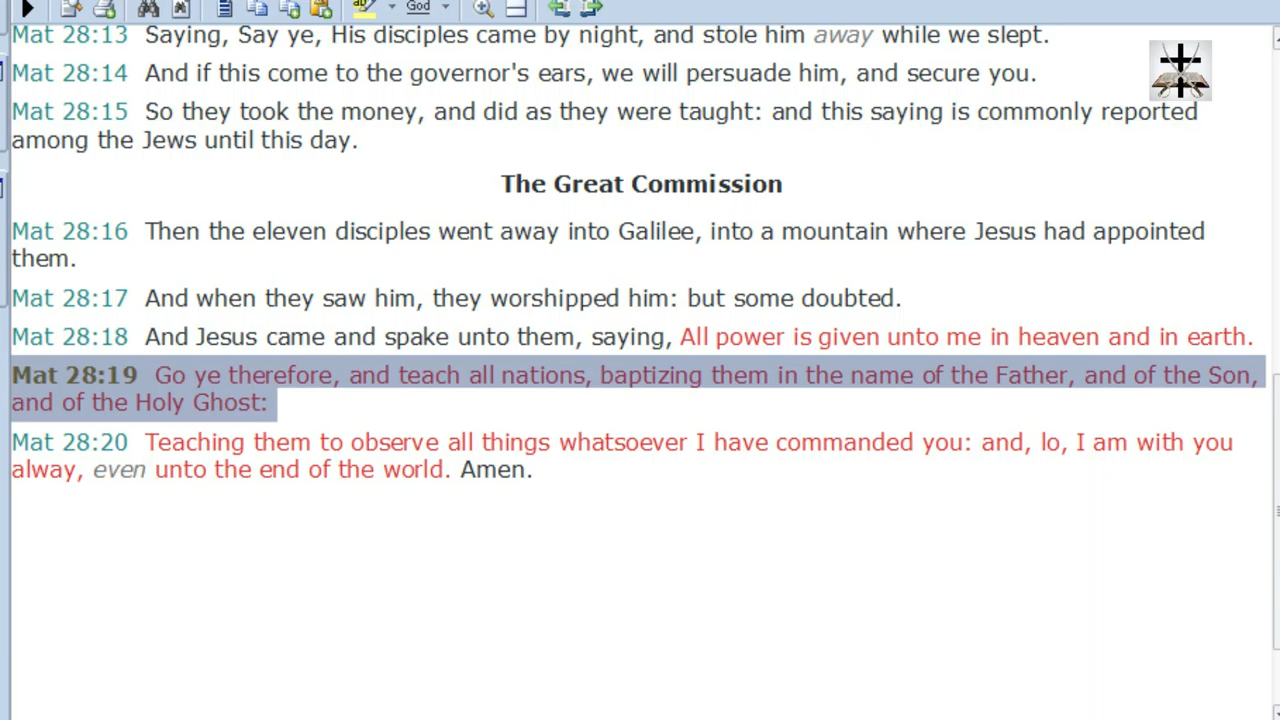 God
Mat 28:13 Saying, Say ye, His disciples came by night, and stole him away while we slept.
Mat 28:14 And if this come to the governor's ears, we will persuade him, and secure you.
Mat 28:15 So they took the money, and did as they were taught: and this saying is commonly reported
among the Jews until this day.
The Great Commission
Mat 28:16 Then the eleven disciples went away into Galilee, into a mountain where Jesus had appointed
them.
Mat 28:17 And when they saw him, they worshipped him: but some doubted.
Mat 28:18 And Jesus came and spake unto them, saying, All power is given unto me in heaven and in earth.
Mat 28:19 Go ye therefore, and teach all nations, baptizing them in the name of the Father, and of the Son,
and of the Holy Ghost:
Mat 28:20 Teaching them to observe all things whatsoever I have commanded you: and, lo, I am with you
alway, even unto the end of the world. Amen.